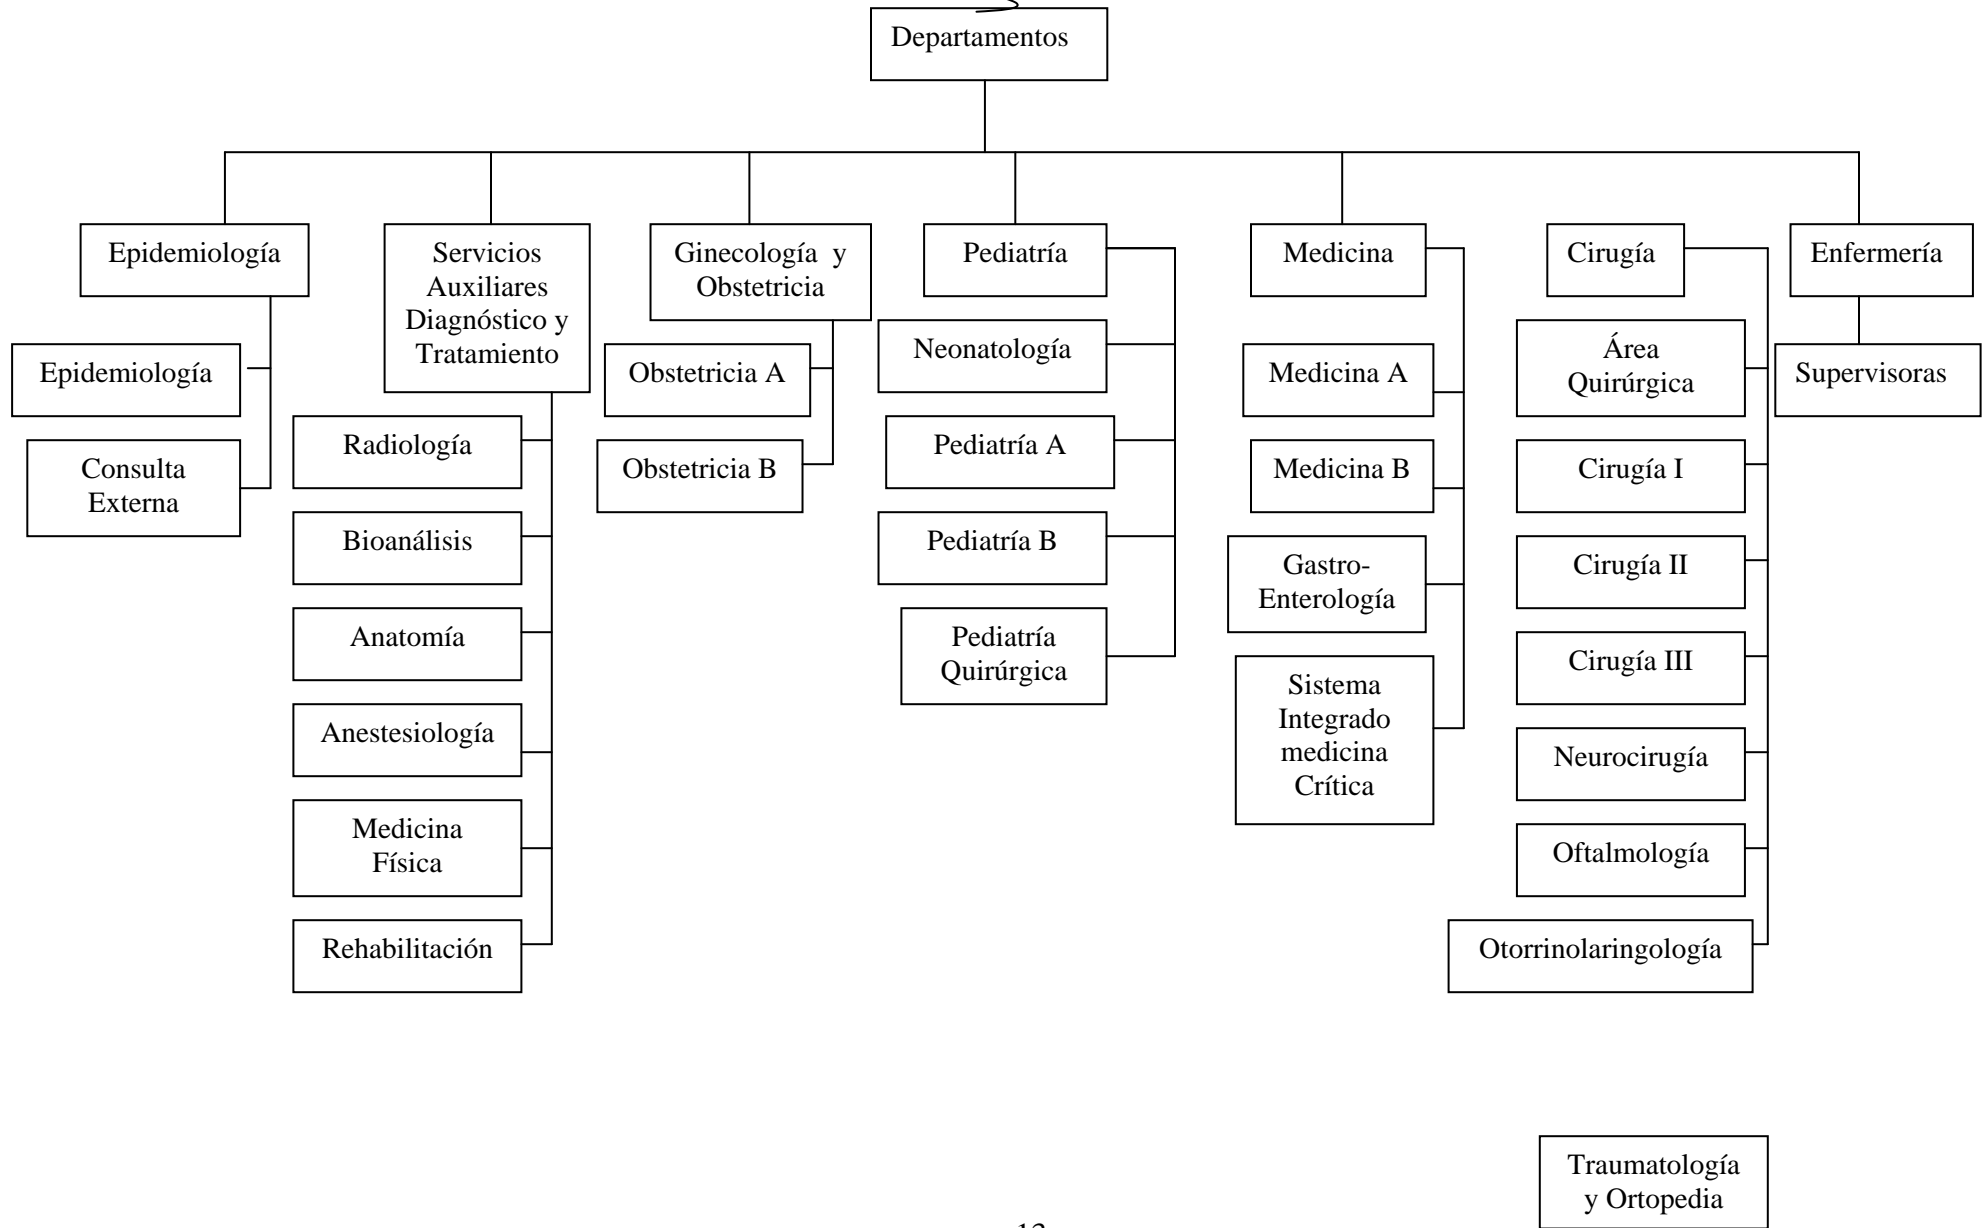 Departamentos
Epidemiología
Servicios
Auxiliares
Diagnóstico y
Tratamiento
Ginecología y
Obstetricia
Pediatría
Medicina
Cirugía
Enfermería
Epidemiología
Consulta
Externa
Radiología
Bioanálisis
Anatomía
Anestesiología
Medicina
Física
Rehabilitación
Obstetricia A
Obstetricia B
Neonatología
Pediatría A
Pediatría B
Pediatría
Quirúrgica
Medicina A
Medicina B
Gastro-
Enterología
Sistema
Integrado
medicina
Crítica
Área
Quirúrgica
Cirugía I
Cirugía II
Cirugía III
Neurocirugía
Oftalmología
Otorrinolaringología
Traumatología
y Ortopedia
Supervisoras